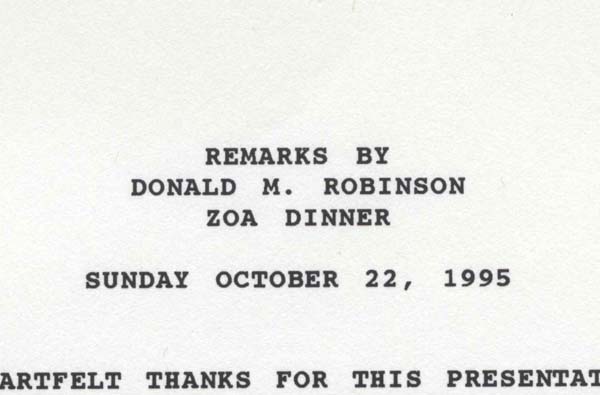 REMARKS BY
DONALD M. ROBINSON
ZOA DINNER
SUNDAY OCTOBER 22, 1995
ARTFELT THANKS FOR THIS PRESENTAT